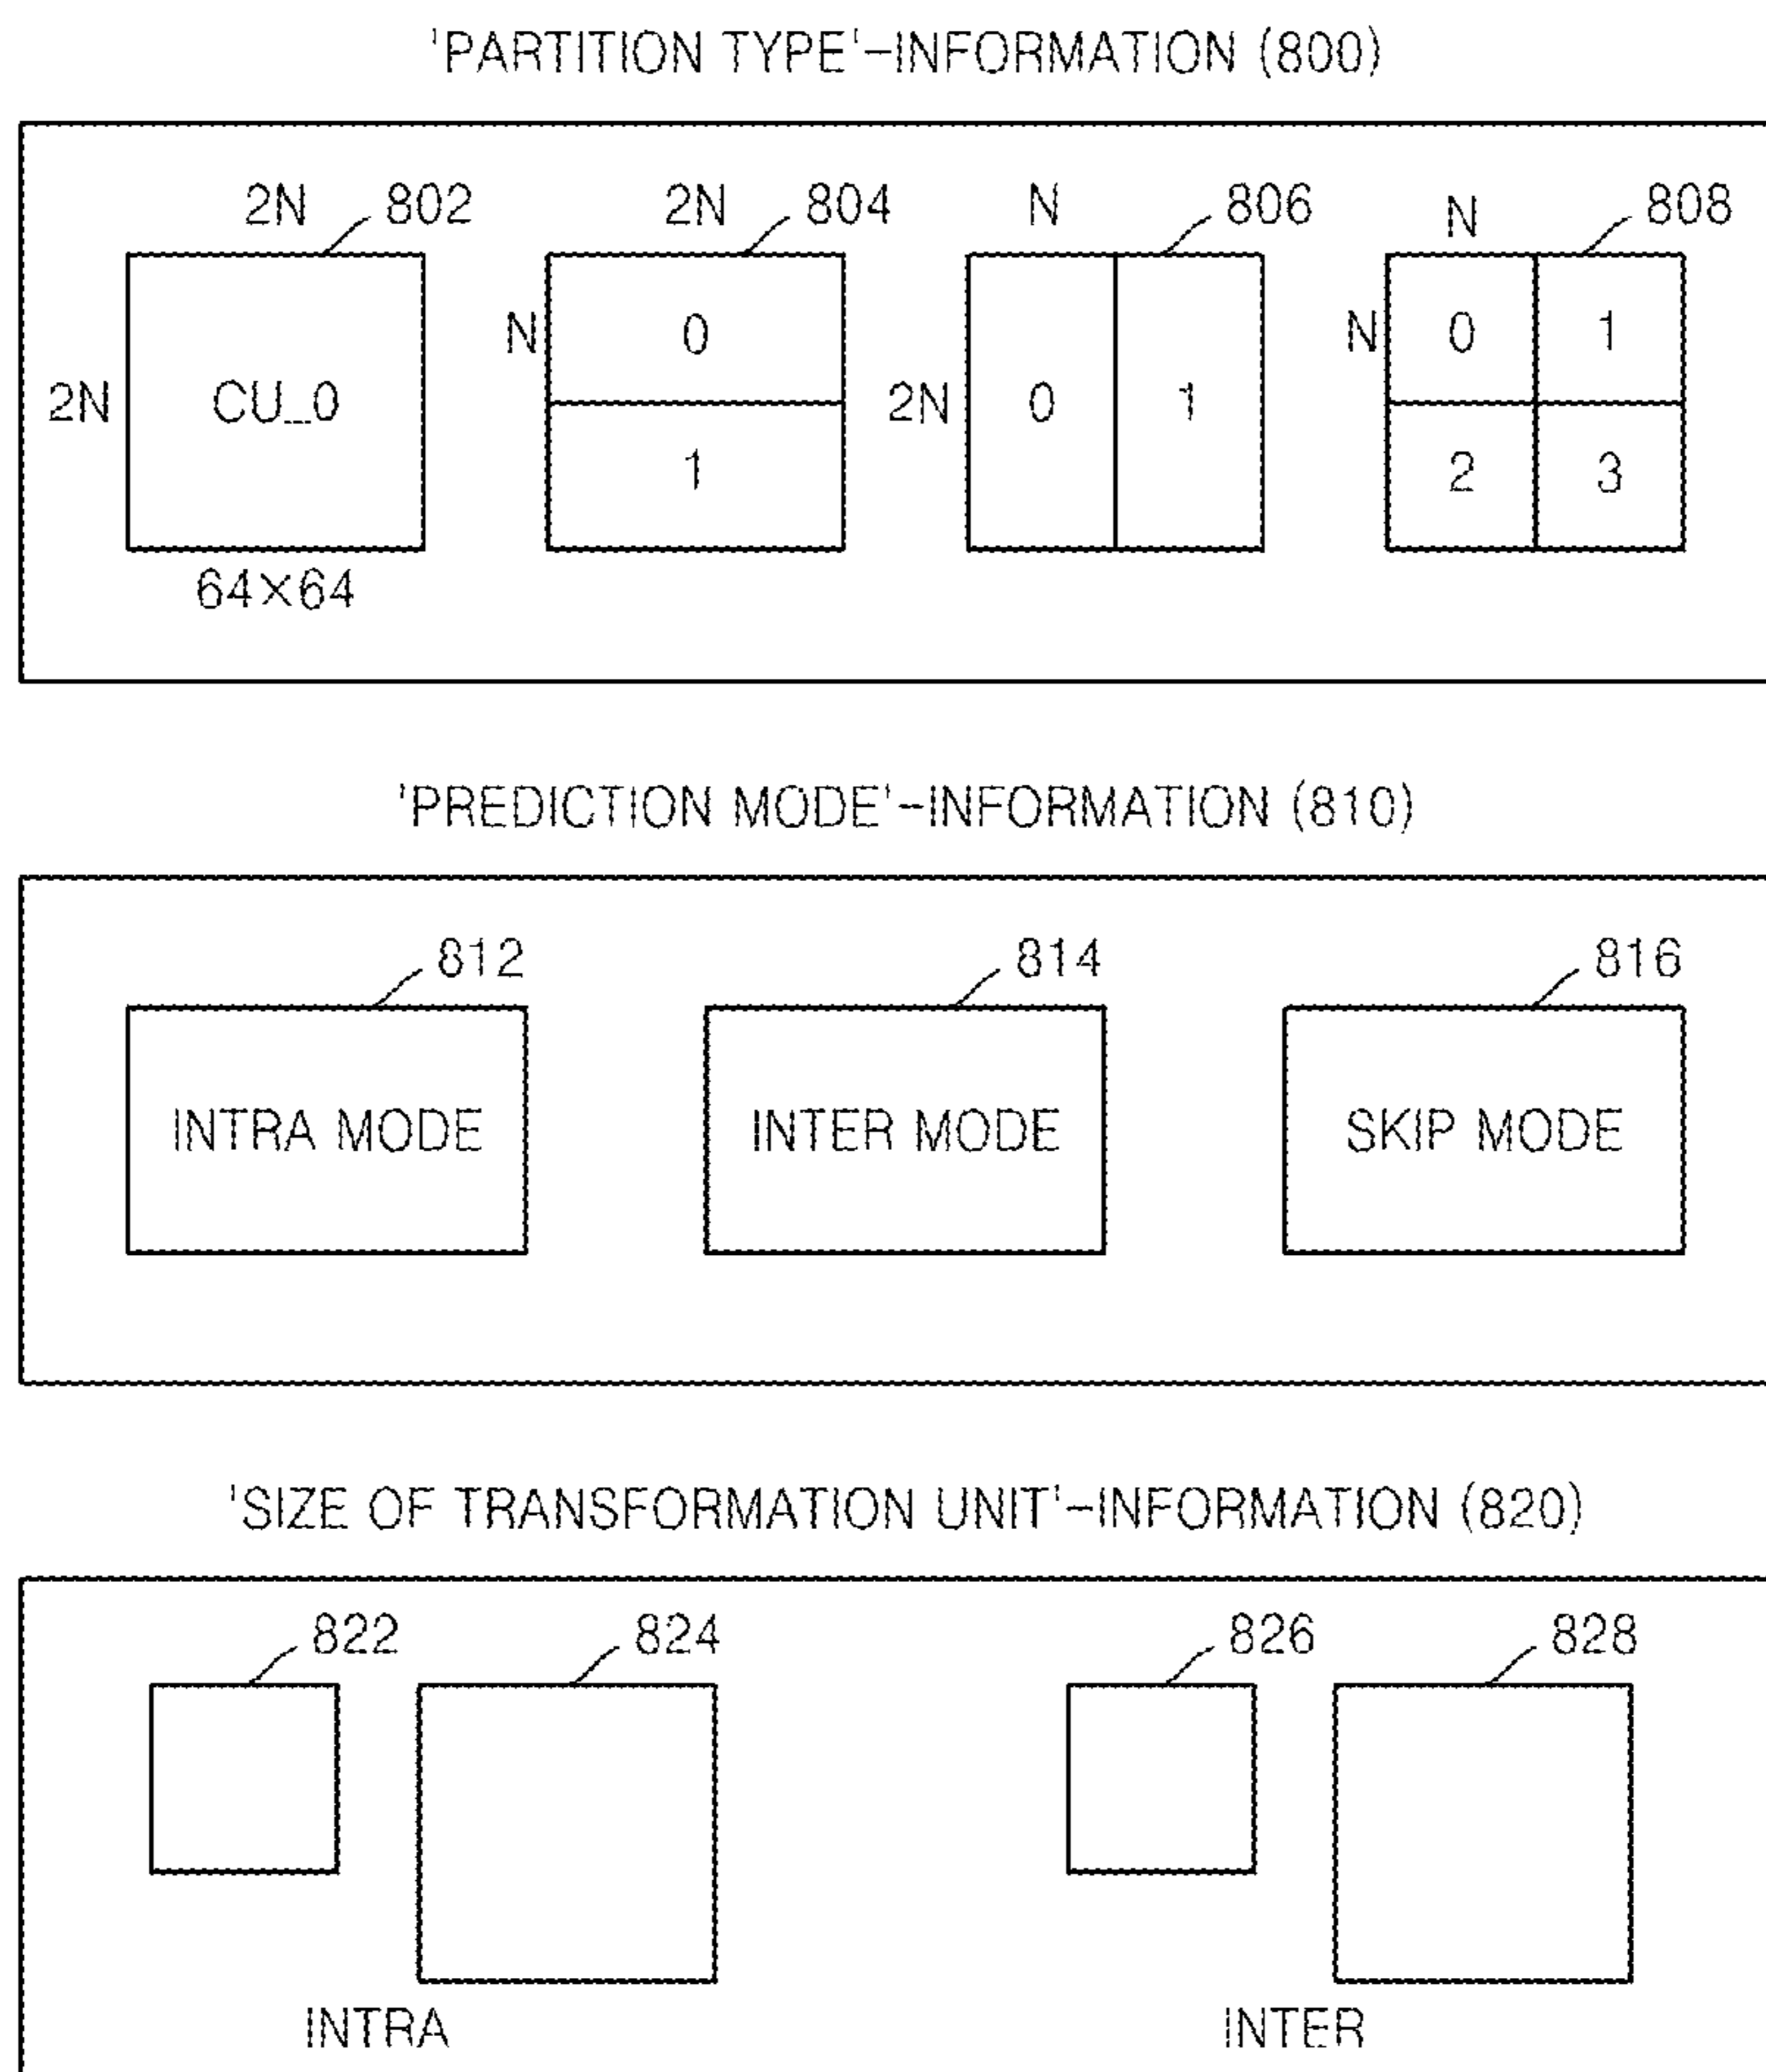 'PARTITION TYPE'-INFORMATION (800)
2N 802 2N 804 N 806 N 808
N 0 N 0 1
2N CU_0 2N 0 1
1 2 3
64×64
'PREDICTION MODE'-INFORMATION (810)
812 814 816
INTRA MODE INTER MODE SKIP MODE
'SIZE OF TRANSFORMATION UNIT'-INFORMATION (820)
822 824 826 828
INTRA INTER